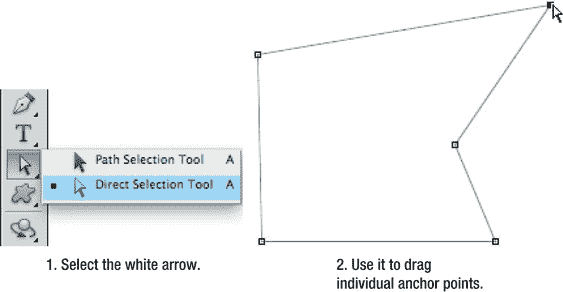 T
Path Selection Tool A
Direct Selection Tool A
1. Select the white arrow.
2. Use it to drag
individual anchor points.